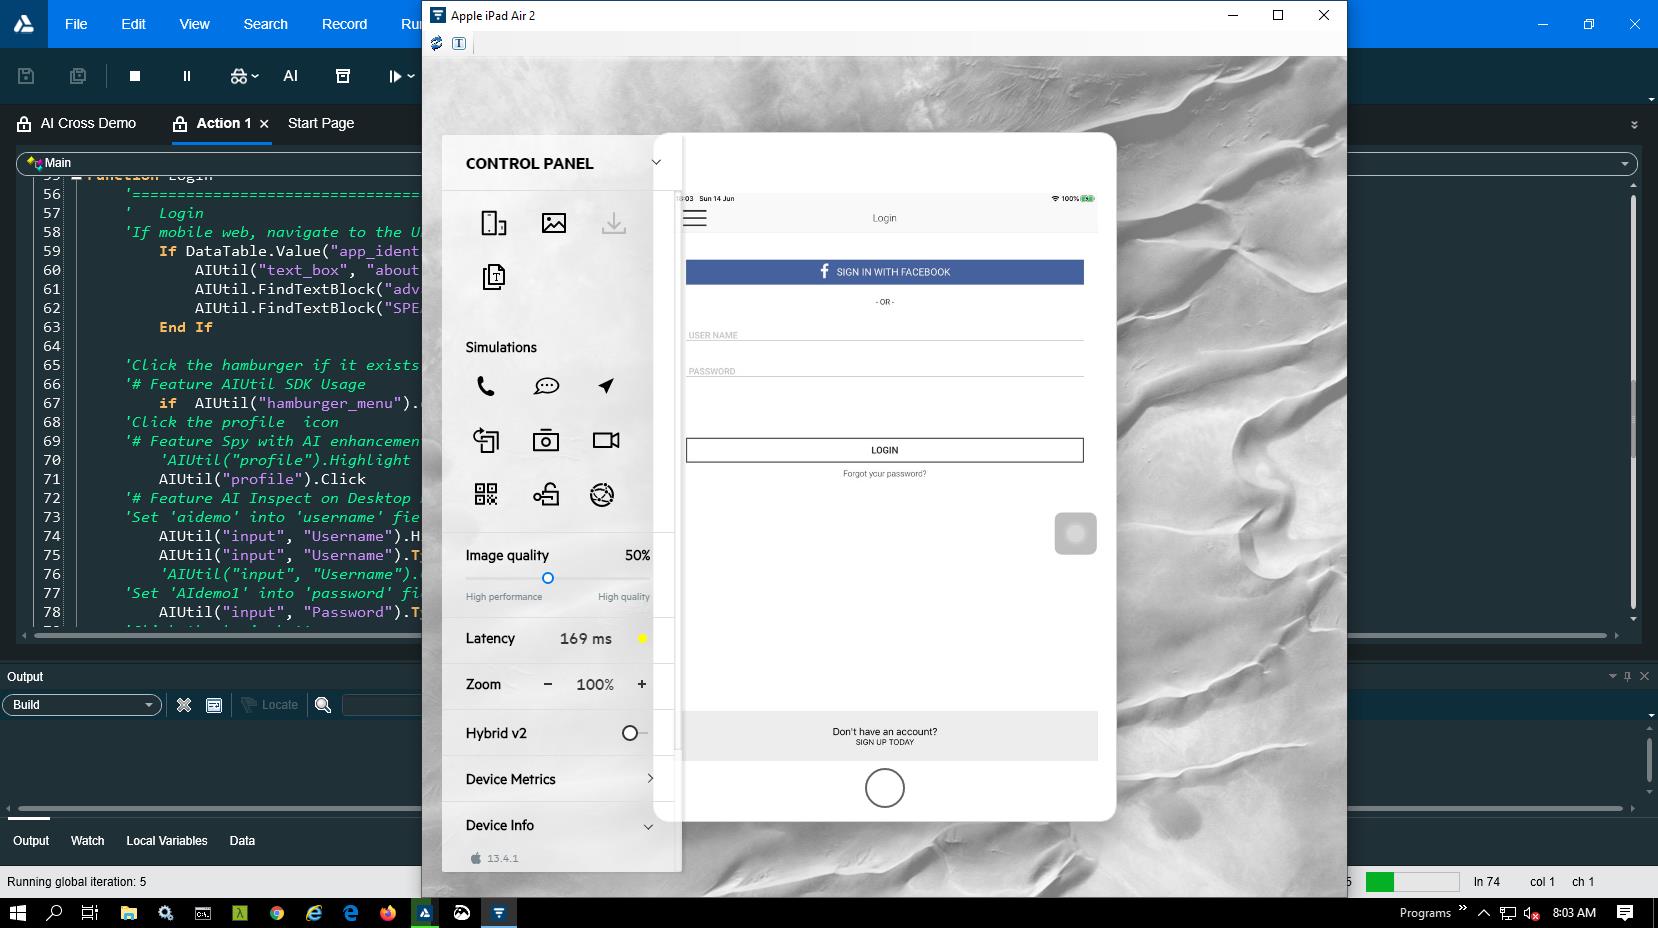 File Edit View Search Record Ru
Apple iPad Air 2
AI
AI Cross Demo Action 1 × Start Page
Main
56 '================================
57 ' Login
58 'If mobile web, navigate to the U
59 If DataTable.Value("app_ident
60 AIUtil("text_box", "about
61 AIUtil.FindTextBlock("adv
62 AIUtil.FindTextBlock("SPE
63 End If
64
65 'Click the hamburger if it exists
66 '# Feature AIUtil SDK Usage
67 if AIUtil("hamburger_menu").
68 'Click the profile icon
69 '# Feature Spy with AI enhancemen
70 'AIUtil("profile").Highlight
71 AIUtil("profile").Click
72 '# Feature AI Inspect on Desktop
73 'Set 'aidemo' into 'username' fie
74 AIUtil("input", "Username").H
75 AIUtil("input", "Username").T
76 'AIUtil("input", "Username").
77 'Set 'AIdemo1' into 'password' fi
78 AIUtil("input", "Password").T
CONTROL PANEL
T
Simulations
Image quality 50%
High performance High quality
Latency 169 ms
Zoom − 100% +
Hybrid v2
Device Metrics
Device Info
13.4.1
Sun 14 Jun 100%
Login
f SIGN IN WITH FACEBOOK
- OR -
USER NAME
PASSWORD
LOGIN
Forgot your password?
Don't have an account?
SIGN UP TODAY
Output
Build Locate
Output Watch Local Variables Data
Running global iteration: 5 5 ln 74 col 1 ch 1
Programs » 8:03 AM